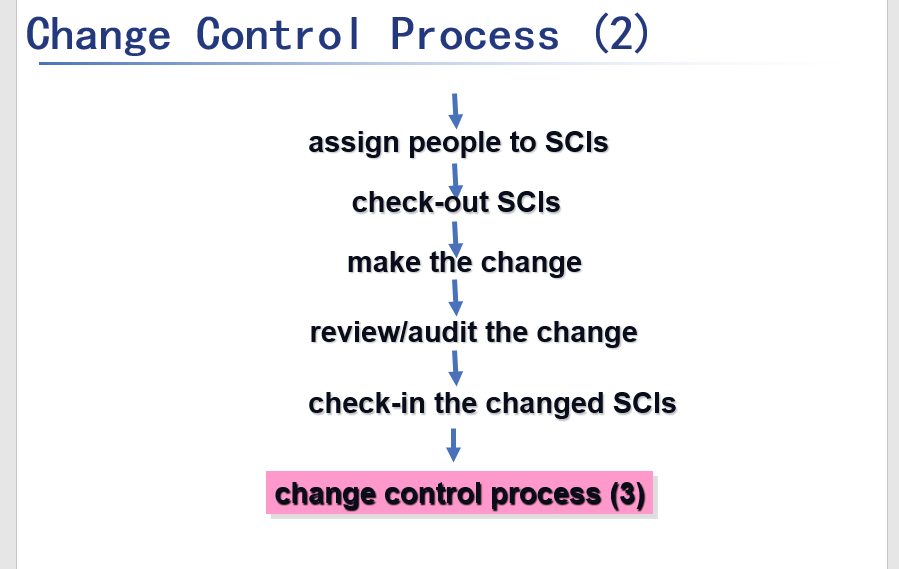 Change Control Process (2)
assign people to SCIs
check-out SCIs
make the change
review/audit the change
check-in the changed SCIs
change control process (3)